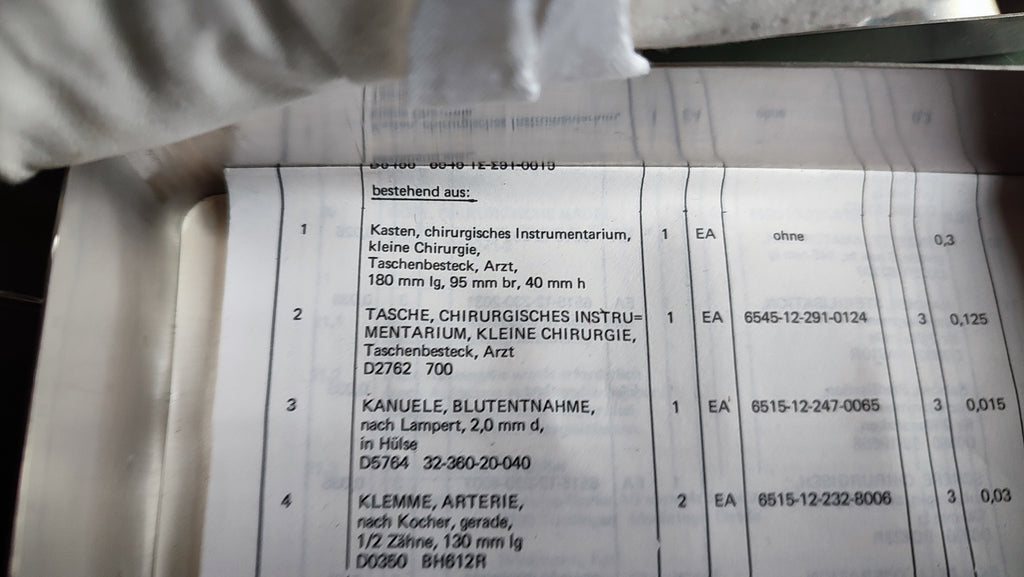 Kasten, chirurgisches Instrumentarium,
bestehend aus:
1 Kasten, chirurgisches Instrumentarium, 1 EA ohne 0,3
kleine Chirurgie,
Taschenbesteck, Arzt,
180 mm lg, 95 mm br, 40 mm h
2 TASCHE, CHIRURGISCHES INSTRU= 1 EA 6545-12-291-0124 3 0,125
MENTARIUM, KLEINE CHIRURGIE,
Taschenbesteck, Arzt
D2762 700
3 KANUELE, BLUTENTNAHME, 1 EA 6515-12-247-0065 3 0,015
nach Lampert, 2,0 mm d,
in Hülse
D5764 32-360-20-040
4 KLEMME, ARTERIE, 2 EA 6515-12-232-8006 3 0,03
nach Kocher, gerade,
1/2 Zähne, 130 mm lg
D0350 BH612R